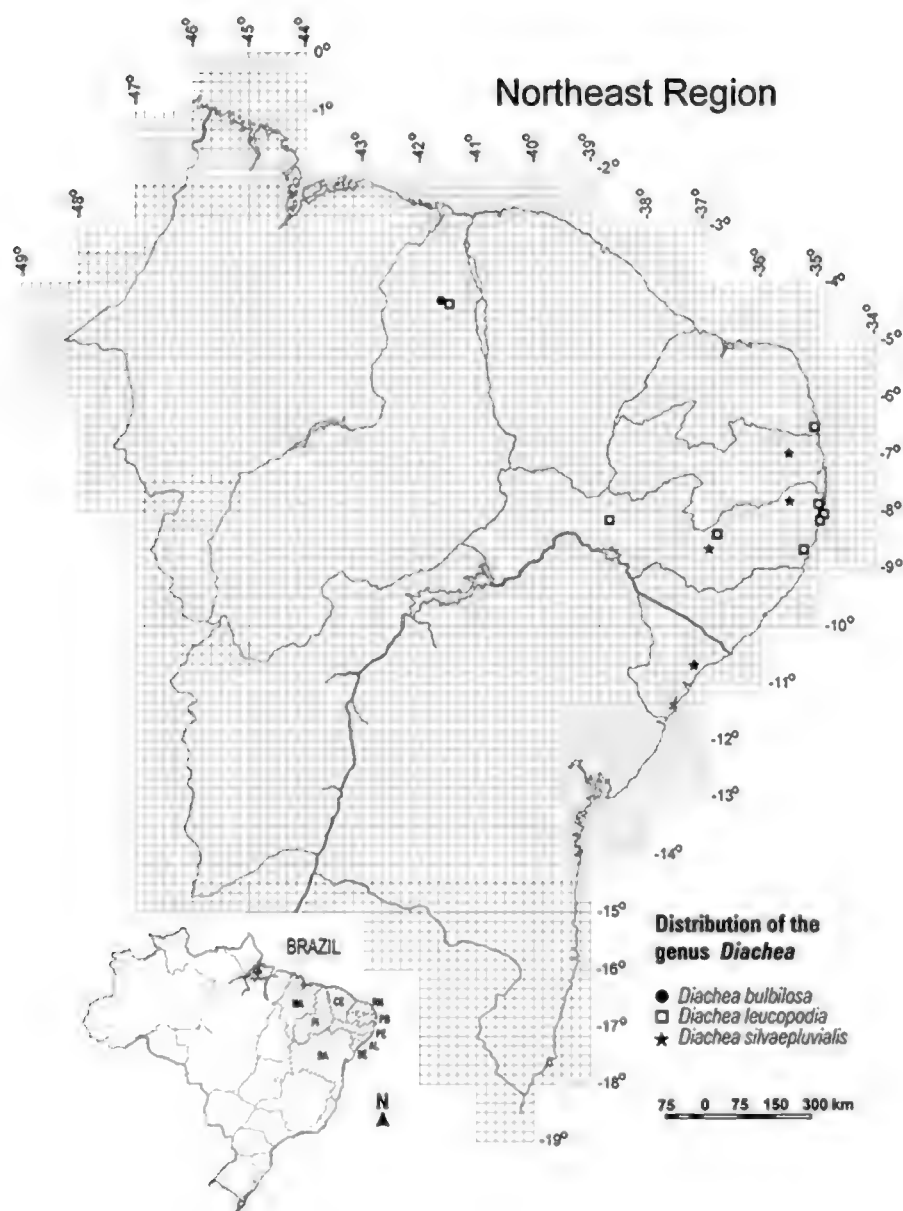 Northeast Region
-46°
-45°
-44°
0°
-47°
-1°
-43°
-42°
-41°
-40°
-39°
-2°
-48°
-38°
-37°
-3°
-49°
-36°
-35°
-4°
-34°
-5°
-6°
-7°
-8°
-9°
-10°
-11°
-12°
-13°
-14°
-15°
-16°
-17°
-18°
-19°
BRAZIL
MA
CE
RN
PB
PI
PE
AL
SE
BA
N
Distribution of the
genus Diachea
Diachea bulbilosa
Diachea leucopodia
Diachea silvaepluvialis
75 0 75 150 300 km